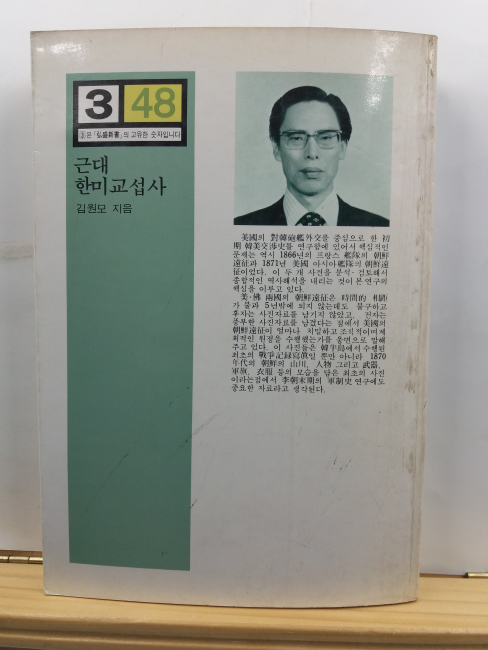 3 48
③은 「弘盛新書」의 고유한 숫자입니다
근대
한미교섭사
김원모 지음
美國의 對韓砲艦外交를 중심으로 한 初
期 韓美交涉史를 연구함에 있어서 핵심적인
문제는 역시 1866년의 프랑스 艦隊의 朝鮮
遠征과 1871년 美國 아시아艦隊의 朝鮮遠
征이었다. 이 두 개 사건을 분석·검토해서
종합적인 역사해석을 내리는 것이 본 연구의
핵심을 이루고 있다.
美·佛 兩國의 朝鮮遠征은 時間的 相距
가 불과 5년밖에 되지 않는데도 불구하고
후자는 사진자료를 남기지 않았고, 전자는
풍부한 사진자료를 남겼다는 점에서 美國의
朝鮮遠征이 얼마나 치밀하고 조직적이며 계
획적인 원정을 수행했는가를 웅변으로 말해
주고 있다. 이 사진들은 韓半島에서 수행된
최초의 戰爭記録寫眞일 뿐만 아니라 1870
年代의 朝鮮의 山川, 人物 그리고 武器,
軍旗, 衣服 등의 모습을 담은 최초의 사진
이라는점에서 李朝末期의 軍制史 연구에도
중요한 자료라고 생각된다.